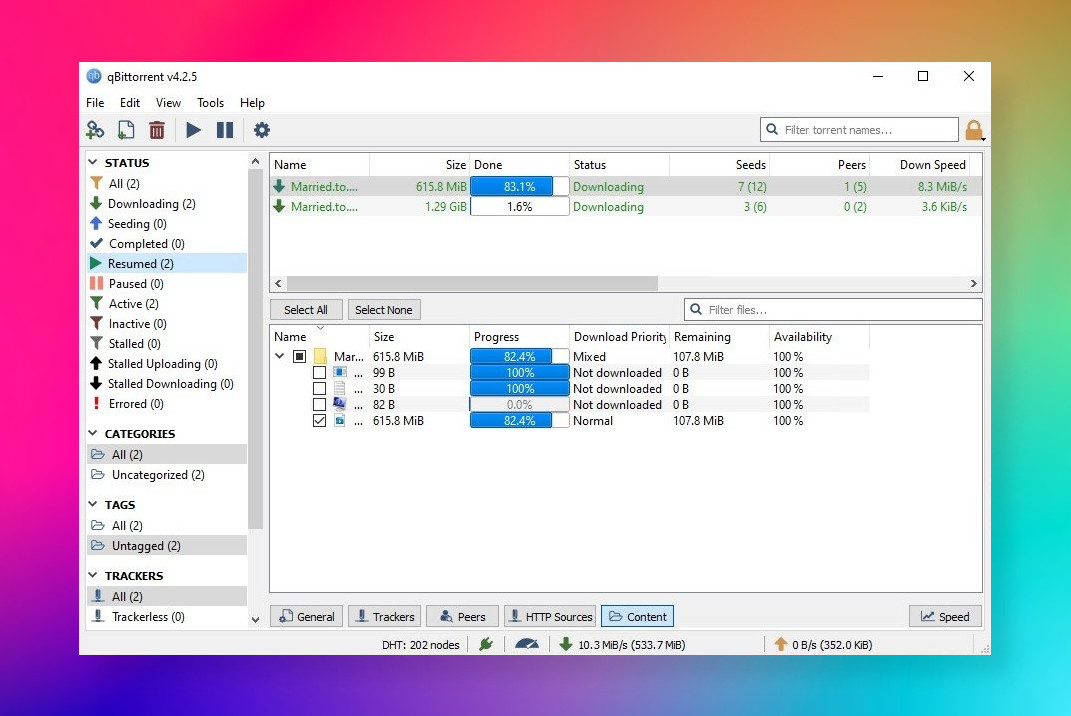 qBittorrent v4.2.5
File Edit View Tools Help
Filter torrent names...
STATUS
All (2)
Downloading (2)
Seeding (0)
Completed (0)
Resumed (2)
Paused (0)
Active (2)
Inactive (0)
Stalled (0)
Stalled Uploading (0)
Stalled Downloading (0)
Errored (0)
CATEGORIES
All (2)
Uncategorized (2)
TAGS
All (2)
Untagged (2)
TRACKERS
All (2)
Trackerless (0)
Name Size Done Status Seeds Peers Down Speed
Married.to.... 615.8 MiB 83.1% Downloading 7 (12) 1 (5) 8.3 MiB/s
Married.to.... 1.29 GiB 1.6% Downloading 3 (6) 0 (2) 3.6 KiB/s
Select All Select None Filter files...
Name Size Progress Download Priority Remaining Availability
Mar... 615.8 MiB 82.4% Mixed 107.8 MiB 100 %
... 99 B 100% Not downloaded 0 B 100 %
... 30 B 100% Not downloaded 0 B 100 %
... 82 B 0.0% Not downloaded 0 B 100 %
... 615.8 MiB 82.4% Normal 107.8 MiB 100 %
General Trackers Peers HTTP Sources Content Speed
DHT: 202 nodes 10.3 MiB/s (533.7 MiB) 0 B/s (352.0 KiB)